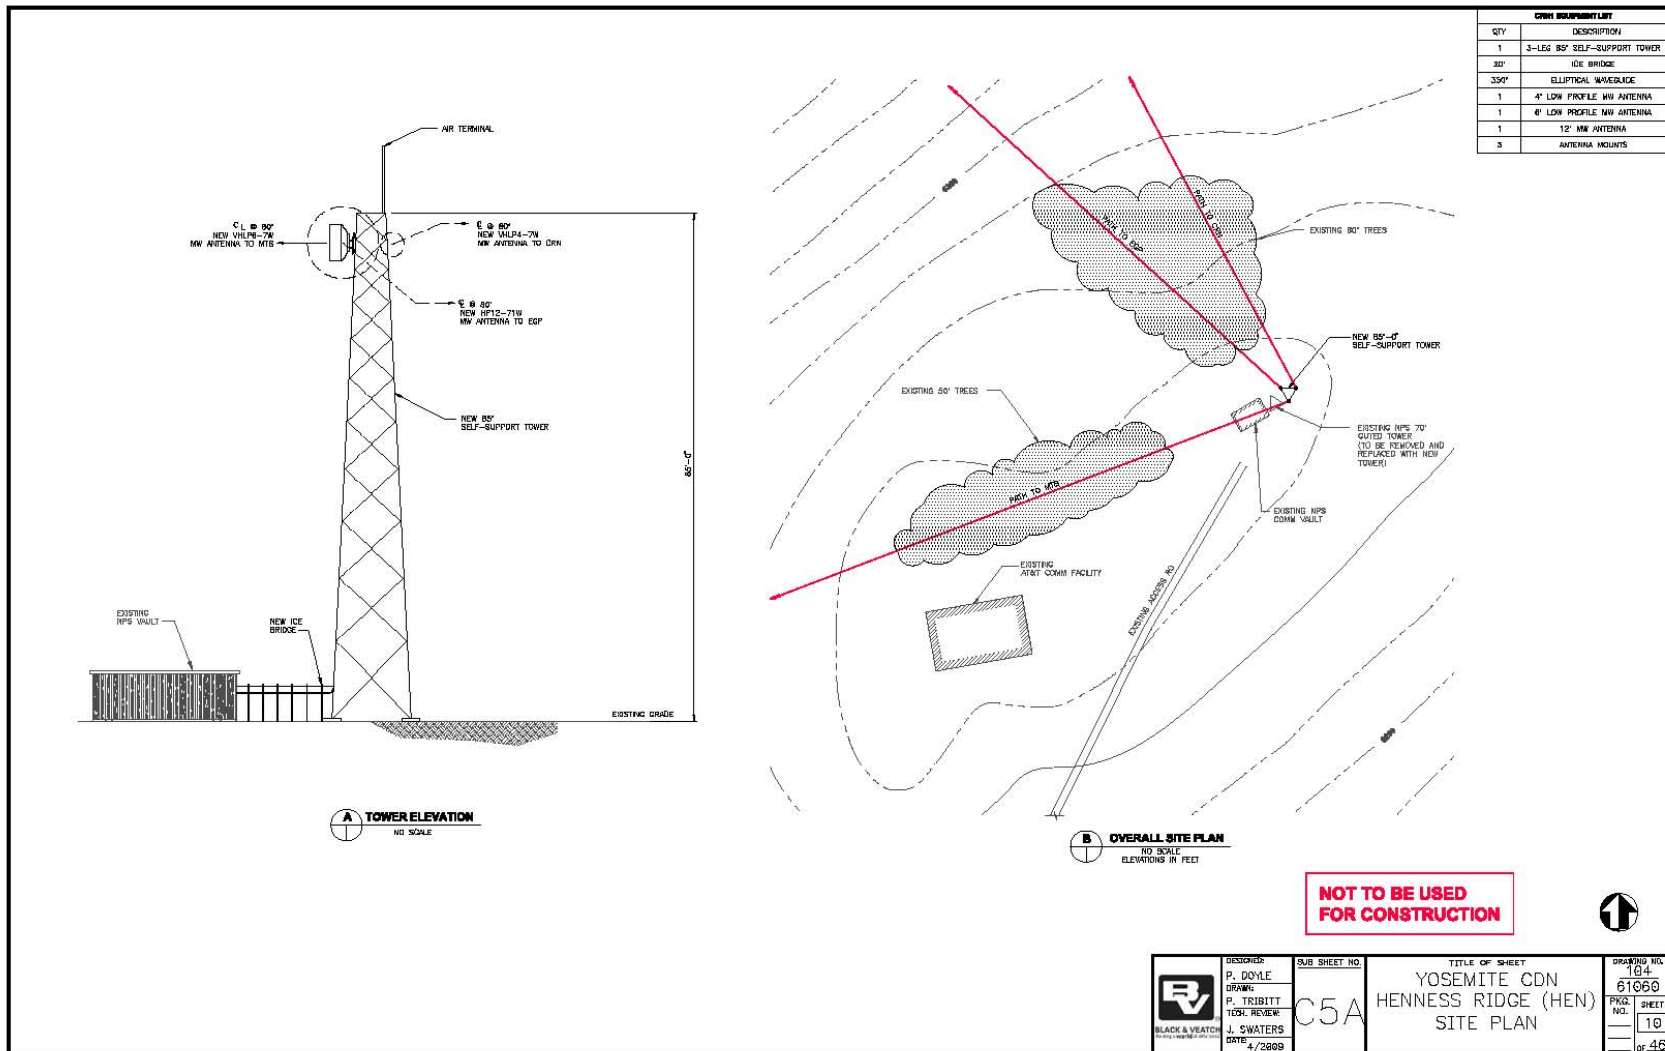 QTY
DESCRIPTION
1
3-LEG 85' SELF-SUPPORT TOWER
ICE BRIDGE
350'
ELLIPTICAL WAVEGUIDE
1
4' LOW PROFILE MW ANTENNA
1
6' LOW PROFILE MW ANTENNA
1
12' MW ANTENNA
3
ANTENNA MOUNTS
AIR TERMINAL
C L @ 80'
NEW VHLP6-7W
MW ANTENNA TO MTB
@ 80'
NEW VHLP4-7W
MW ANTENNA TO CRN
@ 80'
NEW HP12-71W
MW ANTENNA TO EGP
NEW 85'
SELF-SUPPORT TOWER
85'-0"
EXISTING
NPS VAULT
NEW ICE
BRIDGE
EXISTING GRADE
A TOWER ELEVATION
NO SCALE
PATH TO EGP
PATH TO CRN
EXISTING 80' TREES
NEW 85'-0"
SELF-SUPPORT TOWER
EXISTING 50' TREES
EXISTING NPS 70'
GUYED TOWER
(TO BE REMOVED AND
REPLACED WITH NEW
TOWER)
PATH TO MTB
EXISTING NPS
COMM VAULT
EXISTING
AT&T COMM FACILITY
EXISTING ACCESS RD
B OVERALL SITE PLAN
NO SCALE
ELEVATIONS IN FEET
NOT TO BE USED
FOR CONSTRUCTION
BV
BLACK & VEATCH
DESIGNED:
P. DOYLE
DRAWN:
P. TRIBITT
TECH. REVIEW:
J. SWATERS
DATE:
4/2009
SUB SHEET NO.
C5A
TITLE OF SHEET
YOSEMITE CDN
HENNESS RIDGE (HEN)
SITE PLAN
DRAWING NO.
104
61060
PKG.
NO.
SHEET
10
OF 46